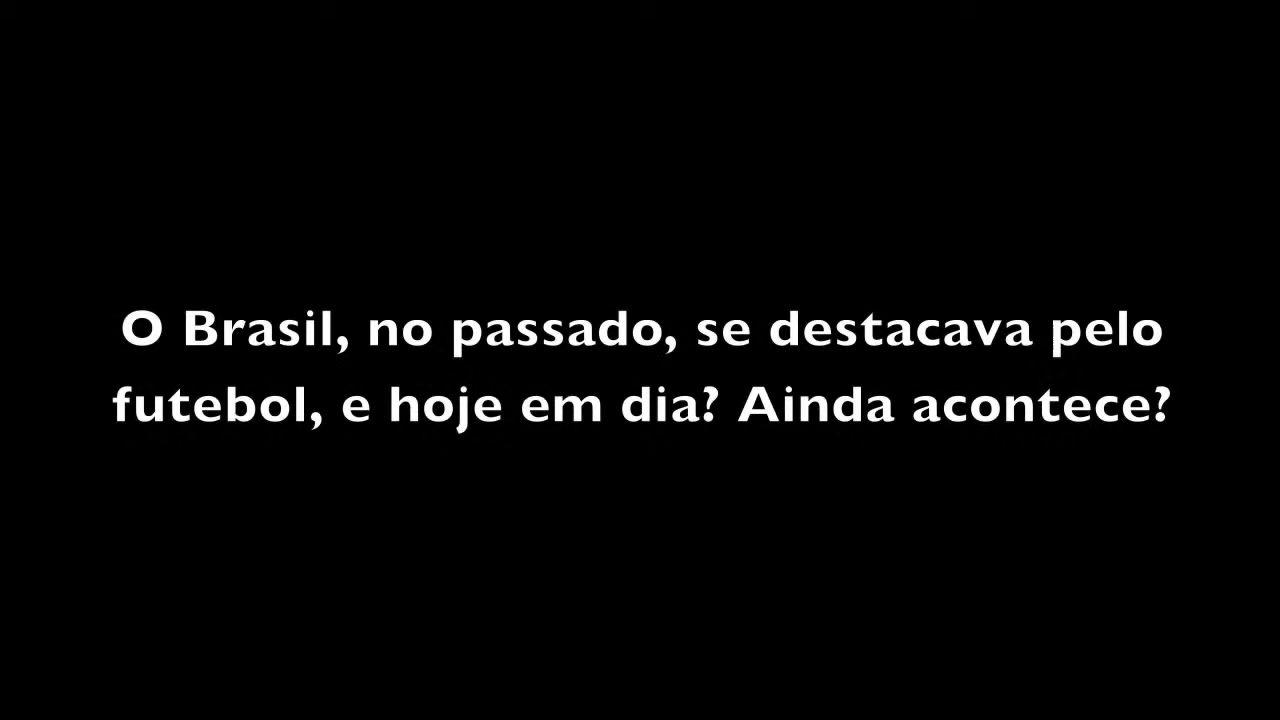 O Brasil, no passado, se destacava pelo
futebol, e hoje em dia? Ainda acontece?